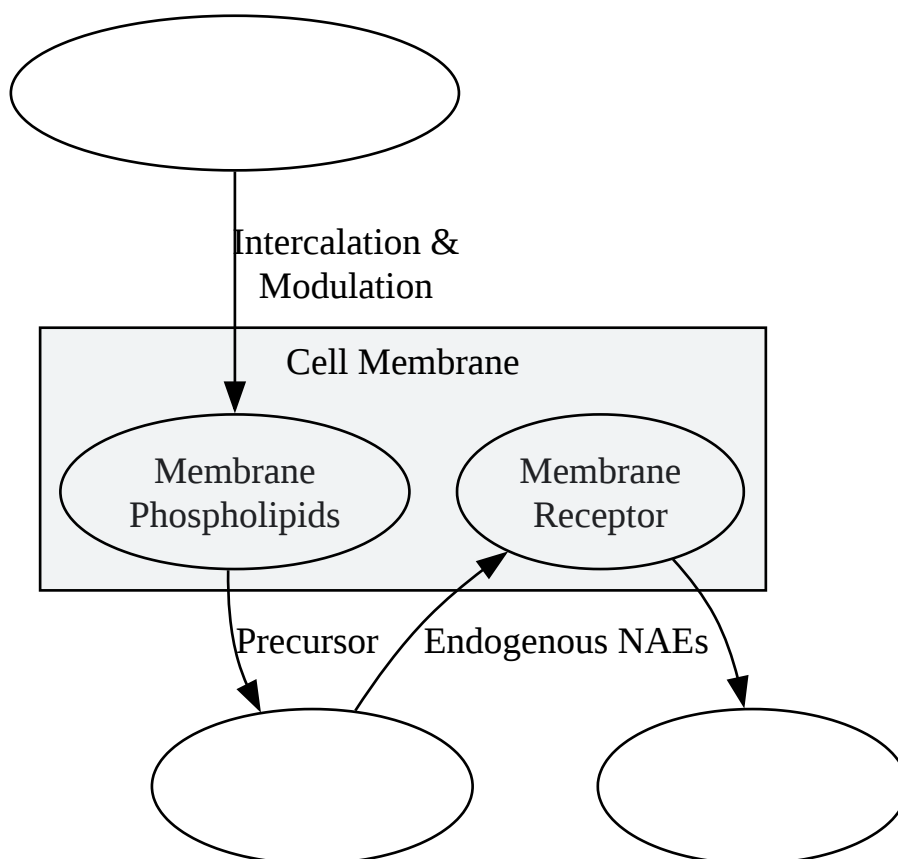 Intercalation &
Modulation
Cell Membrane
Membrane
Phospholipids
Membrane
Receptor
Precursor
Endogenous NAEs